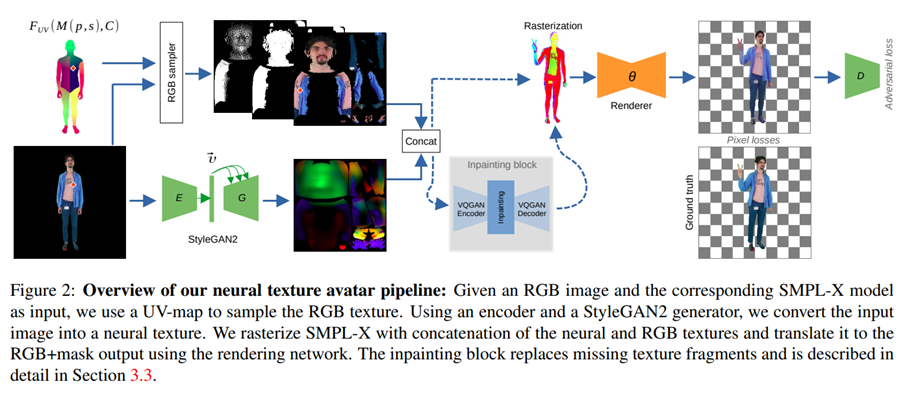 F_UV(M(p,s),C)
RGB sampler
Rasterization
θ
Renderer
D
Adversarial loss
Concat
Pixel losses
v
E
G
StyleGAN2
Inpainting block
VQGAN
Encoder
Inpainting
VQGAN
Decoder
Ground truth
Figure 2: Overview of our neural texture avatar pipeline: Given an RGB image and the corresponding SMPL-X model
as input, we use a UV-map to sample the RGB texture. Using an encoder and a StyleGAN2 generator, we convert the input
image into a neural texture. We rasterize SMPL-X with concatenation of the neural and RGB textures and translate it to the
RGB+mask output using the rendering network. The inpainting block replaces missing texture fragments and is described in
detail in Section 3.3.